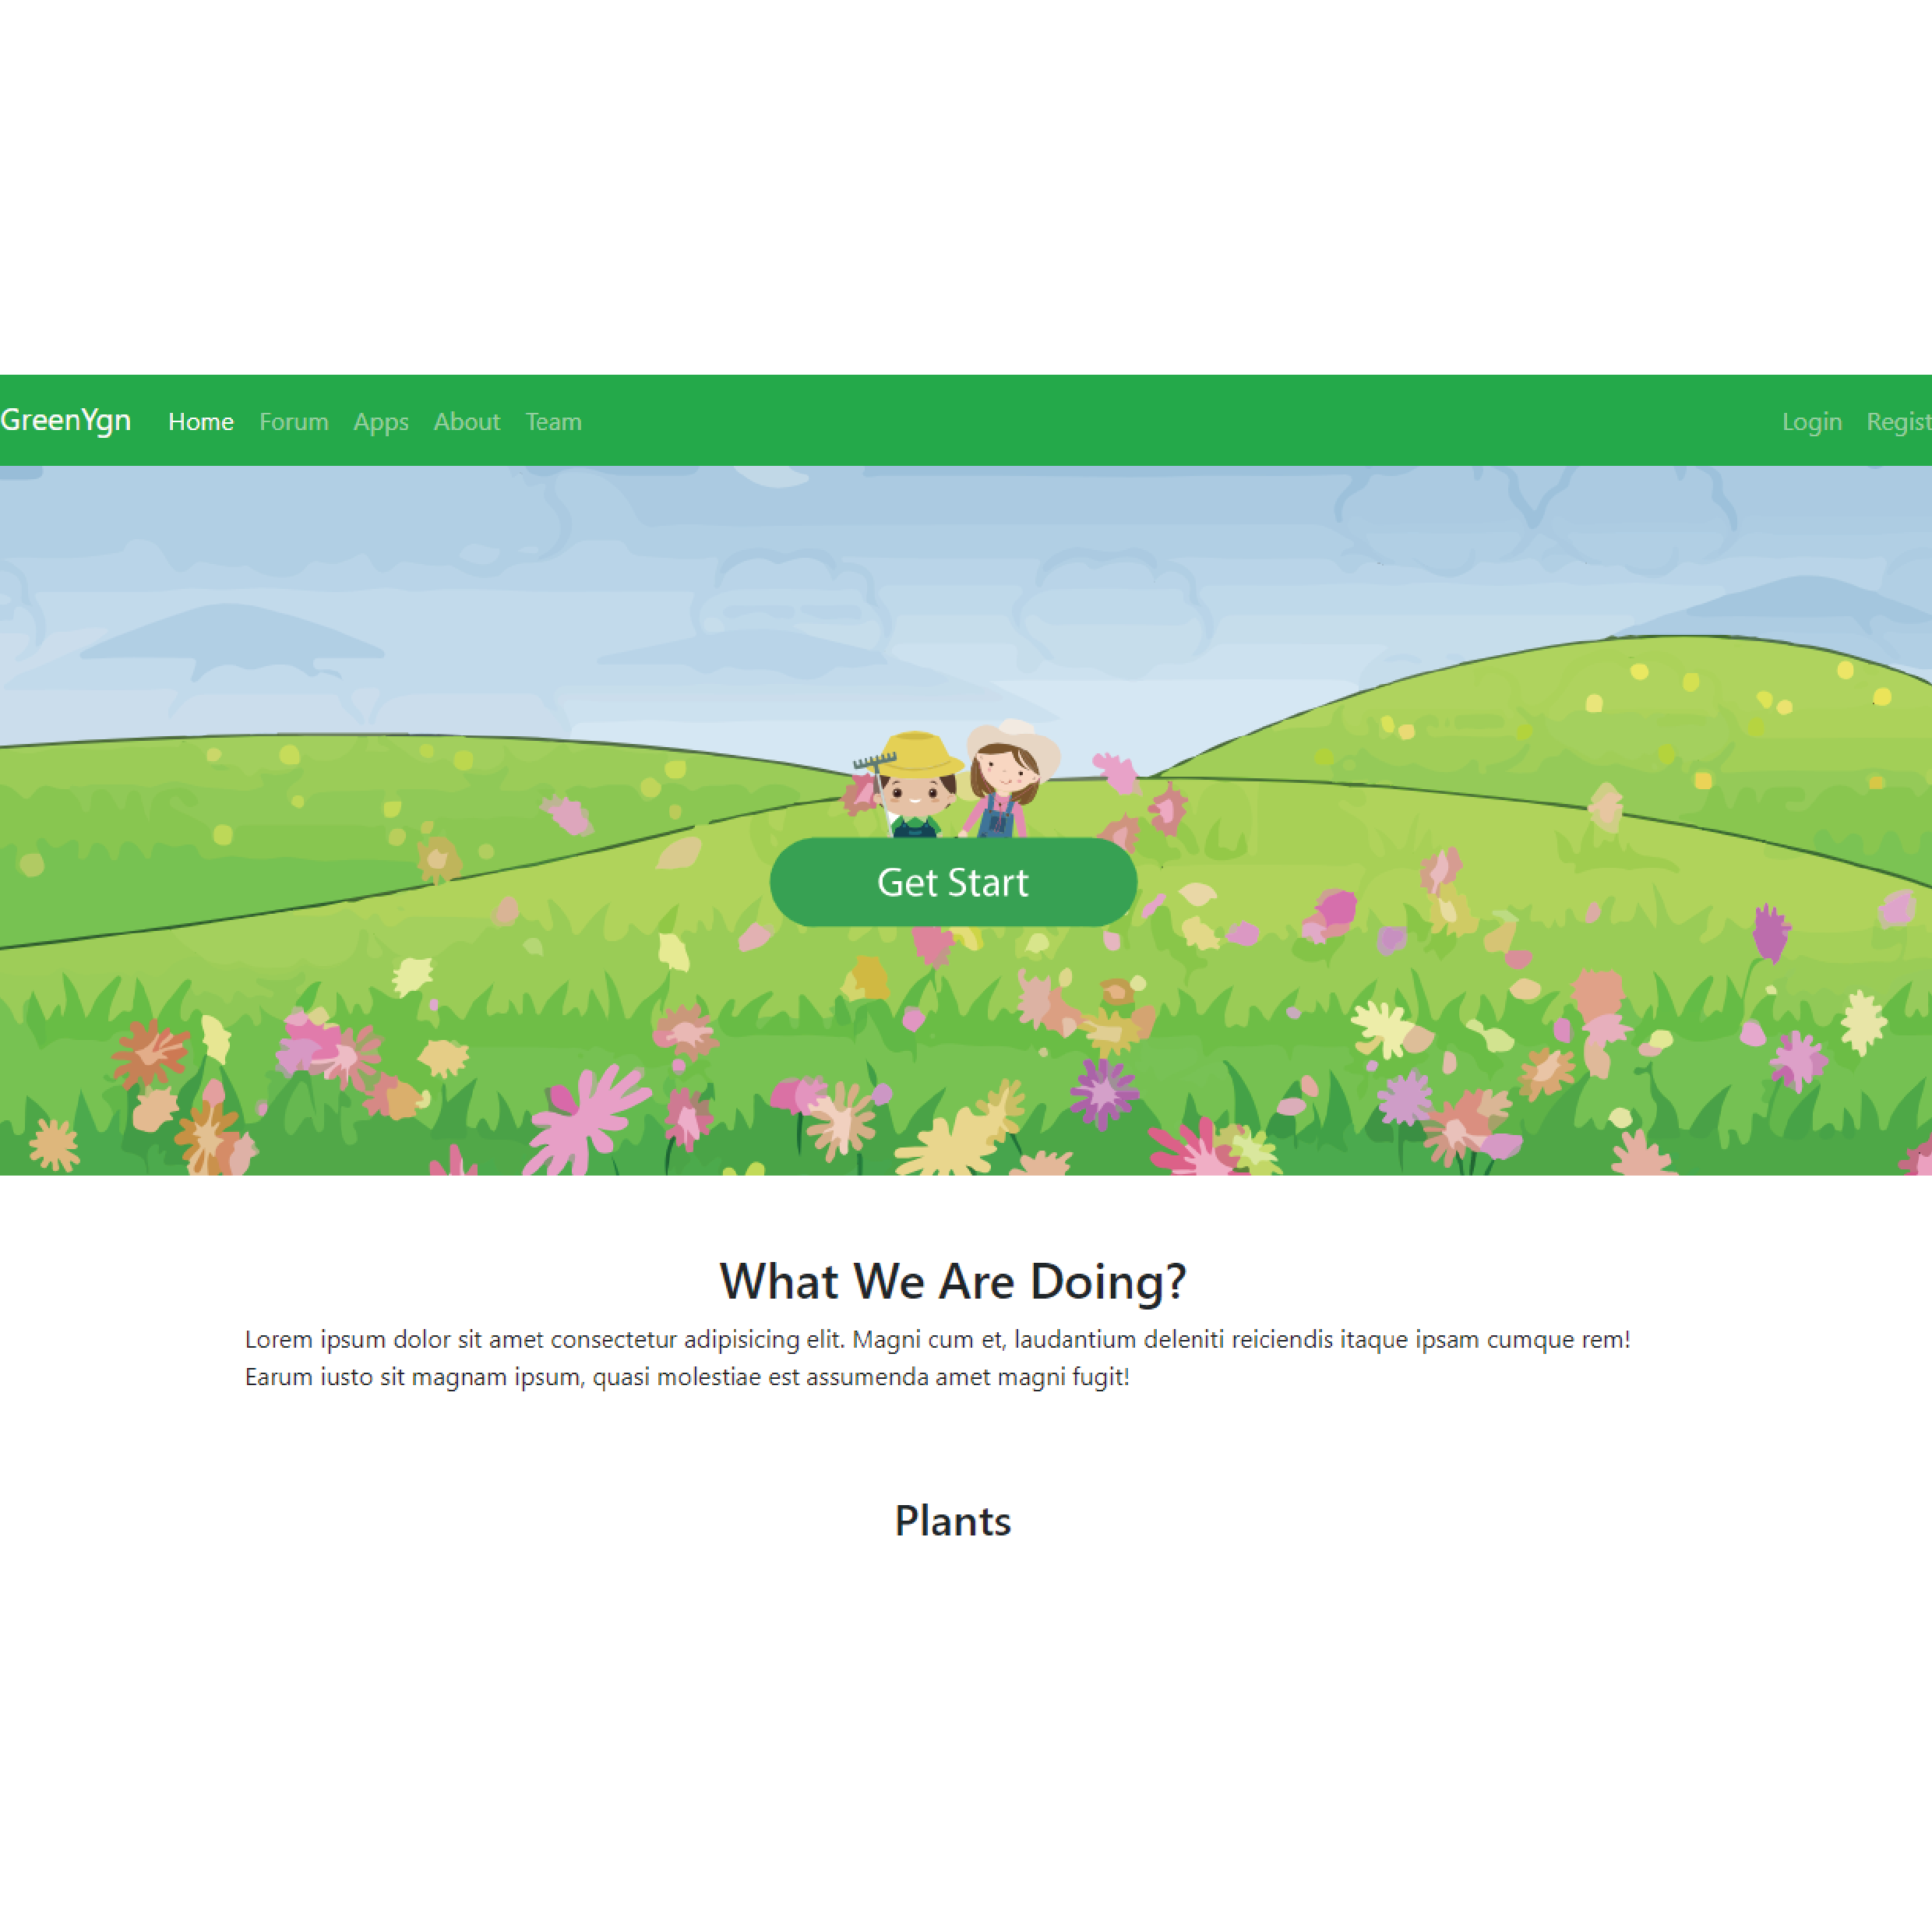 GreenYgn Home Forum Apps About Team Login Regist
Get Start
What We Are Doing?
Lorem ipsum dolor sit amet consectetur adipisicing elit. Magni cum et, laudantium deleniti reiciendis itaque ipsam cumque rem!
Earum iusto sit magnam ipsum, quasi molestiae est assumenda amet magni fugit!
Plants